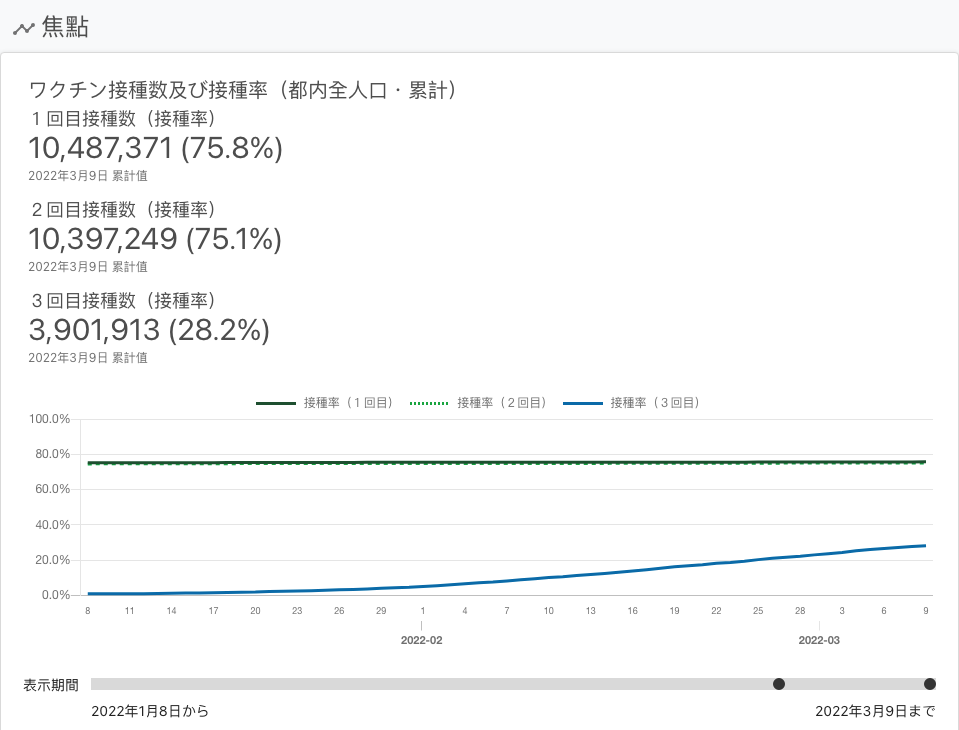 焦點
ワクチン接種数及び接種率（都内全人口・累計）
１回目接種数（接種率）
10,487,371 (75.8%)
2022年3月9日 累計値
２回目接種数（接種率）
10,397,249 (75.1%)
2022年3月9日 累計値
３回目接種数（接種率）
3,901,913 (28.2%)
2022年3月9日 累計値
接種率（１回目） 接種率（２回目） 接種率（３回目）
100.0%
80.0%
60.0%
40.0%
20.0%
0.0%
8 11 14 17 20 23 26 29 1 4 7 10 13 16 19 22 25 28 3 6 9
2022-02 2022-03
表示期間
2022年1月8日から 2022年3月9日まで